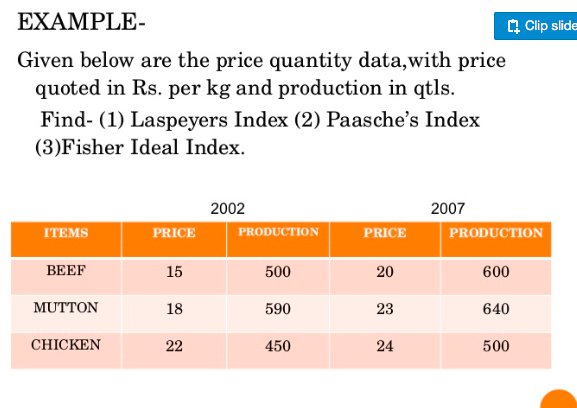 EXAMPLE-
Clip slide
Given below are the price quantity data,with price
quoted in Rs. per kg and production in qtls.
Find- (1) Laspeyers Index (2) Paasche's Index
(3)Fisher Ideal Index.
2002 2007
ITEMS PRICE PRODUCTION PRICE PRODUCTION
BEEF 15 500 20 600
MUTTON 18 590 23 640
CHICKEN 22 450 24 500